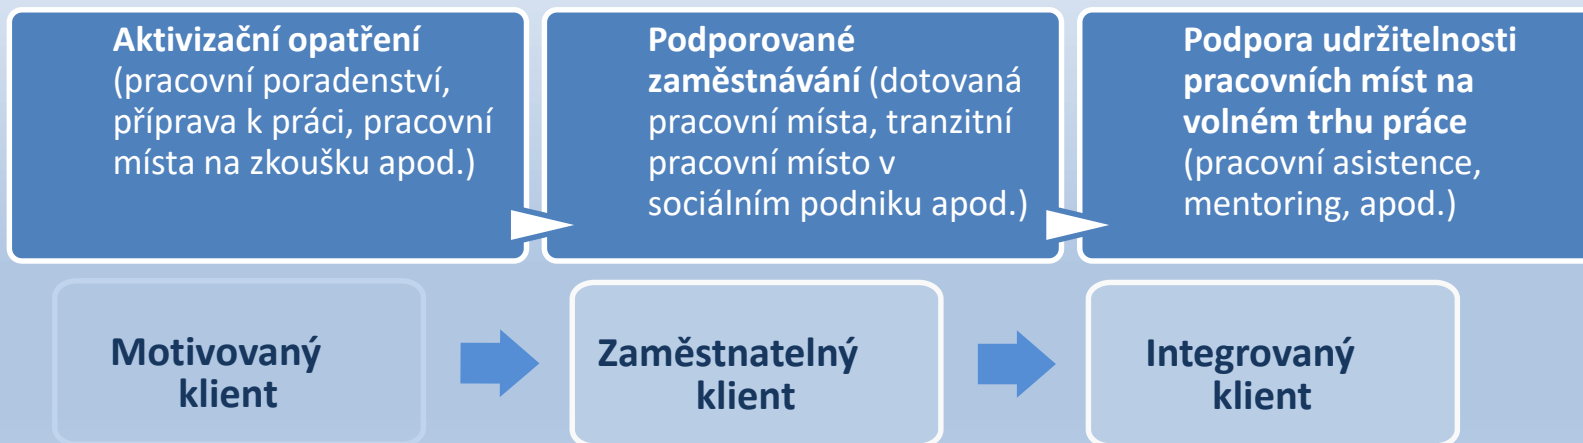 Aktivizační opatření
(pracovní poradenství,
příprava k práci, pracovní
místa na zkoušku apod.)
Podporované
zaměstnávání (dotovaná
pracovní místa, tranzitní
pracovní místo v
sociálním podniku apod.)
Podpora udržitelnosti
pracovních míst na
volném trhu práce
(pracovní asistence,
mentoring, apod.)
Motivovaný
klient
Zaměstnatelný
klient
Integrovaný
klient